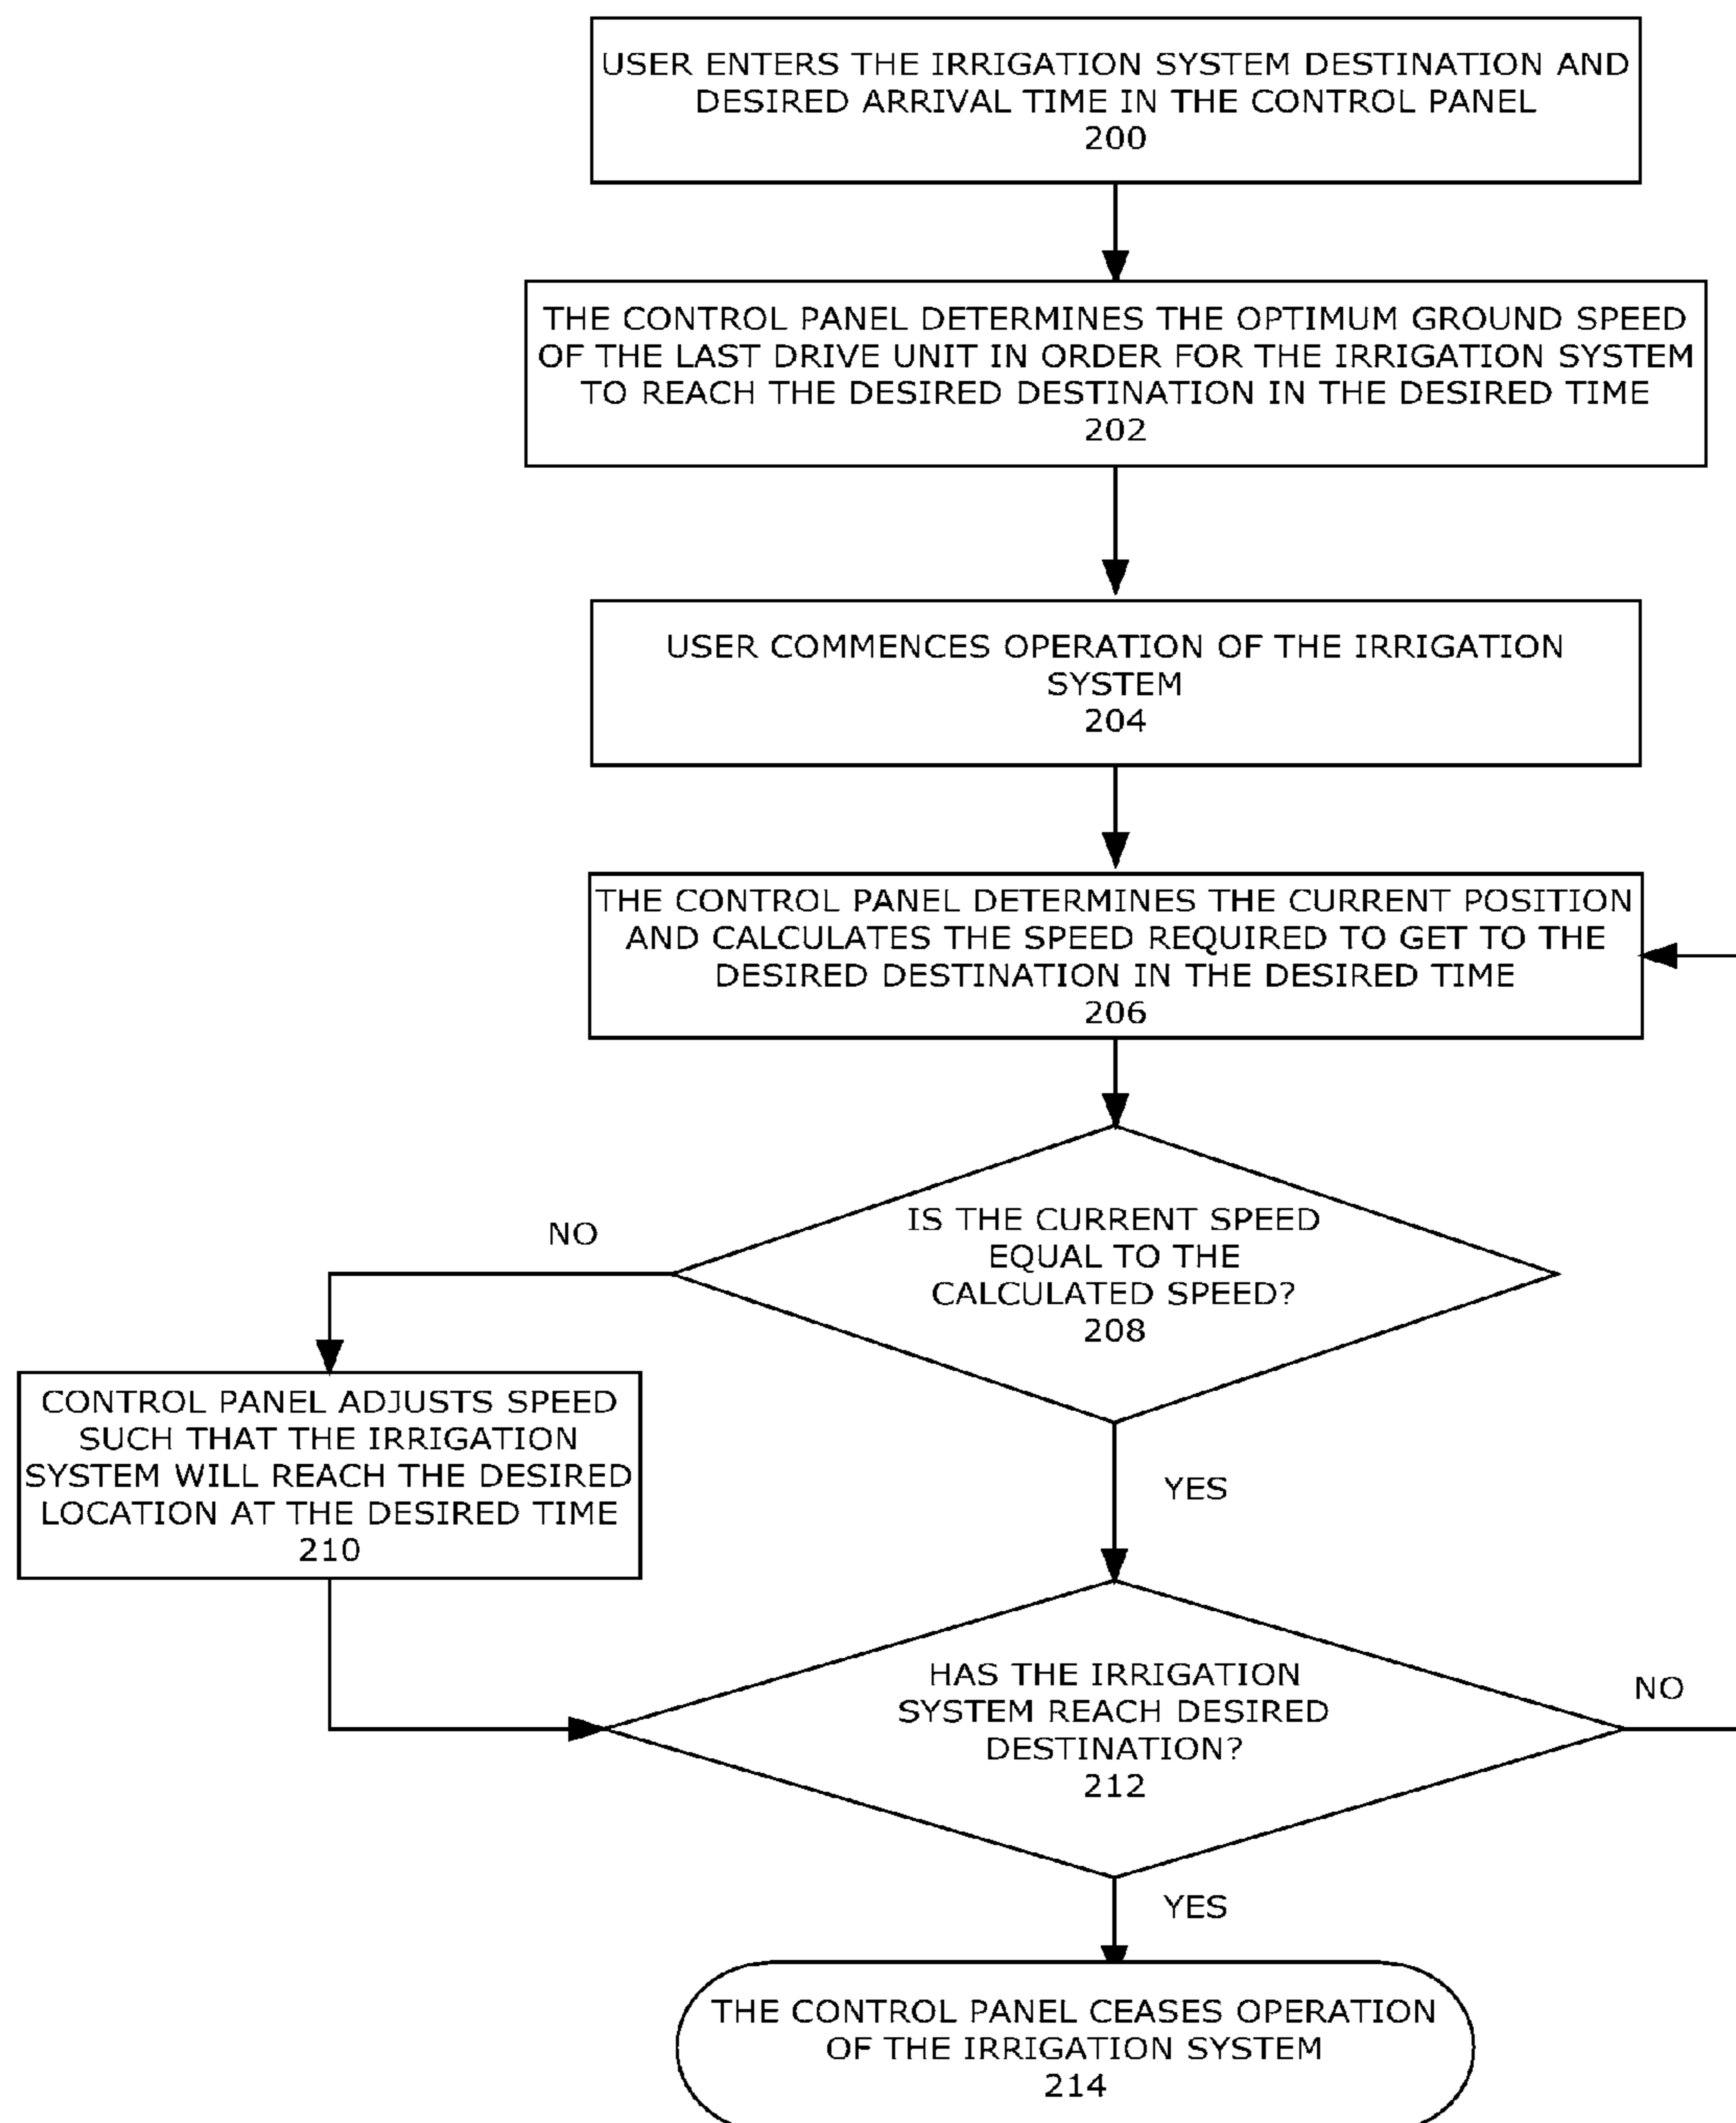 USER ENTERS THE IRRIGATION SYSTEM DESTINATION AND
DESIRED ARRIVAL TIME IN THE CONTROL PANEL
200
THE CONTROL PANEL DETERMINES THE OPTIMUM GROUND SPEED
OF THE LAST DRIVE UNIT IN ORDER FOR THE IRRIGATION SYSTEM
TO REACH THE DESIRED DESTINATION IN THE DESIRED TIME
202
USER COMMENCES OPERATION OF THE IRRIGATION
SYSTEM
204
THE CONTROL PANEL DETERMINES THE CURRENT POSITION
AND CALCULATES THE SPEED REQUIRED TO GET TO THE
DESIRED DESTINATION IN THE DESIRED TIME
206
IS THE CURRENT SPEED
EQUAL TO THE
CALCULATED SPEED?
208
NO
CONTROL PANEL ADJUSTS SPEED
SUCH THAT THE IRRIGATION
SYSTEM WILL REACH THE DESIRED
LOCATION AT THE DESIRED TIME
210
YES
HAS THE IRRIGATION
SYSTEM REACH DESIRED
DESTINATION?
212
NO
YES
THE CONTROL PANEL CEASES OPERATION
OF THE IRRIGATION SYSTEM
214